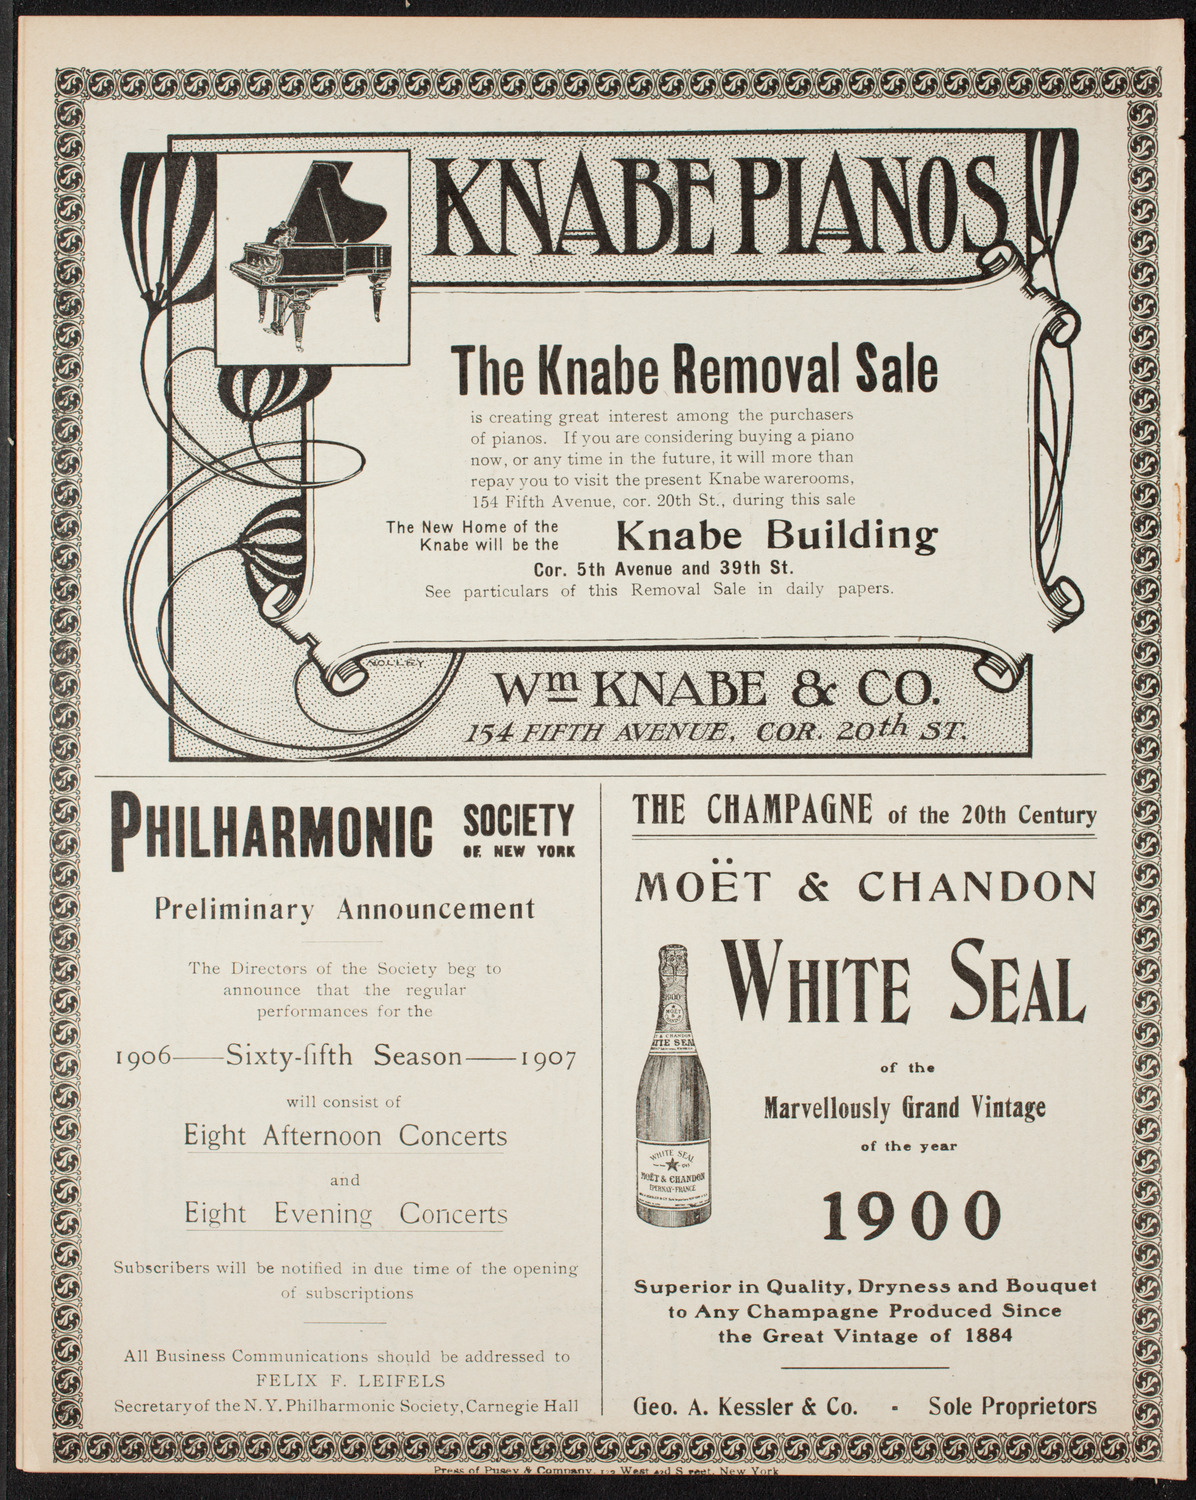 KNABE PIANOS
The Knabe Removal Sale
is creating great interest among the purchasers
of pianos. If you are considering buying a piano
now, or any time in the future, it will more than
repay you to visit the present Knabe warerooms,
154 Fifth Avenue, cor. 20th St., during this sale
The New Home of the
Knabe will be the
Knabe Building
Cor. 5th Avenue and 39th St.
See particulars of this Removal Sale in daily papers.
Wm KNABE & CO.
154 FIFTH AVENUE, COR. 20th ST.
PHILHARMONIC SOCIETY
OF NEW YORK
Preliminary Announcement
The Directors of the Society beg to
announce that the regular
performances for the
1906——Sixty-fifth Season——1907
will consist of
Eight Afternoon Concerts
and
Eight Evening Concerts
Subscribers will be notified in due time of the opening
of subscriptions
All Business Communications should be addressed to
FELIX F. LEIFELS
Secretary of the N. Y. Philharmonic Society, Carnegie Hall
THE CHAMPAGNE of the 20th Century
MOËT & CHANDON
WHITE SEAL
WHITE SEAL
MOËT & CHANDON
EPERNAY-FRANCE
of the
Marvellously Grand Vintage
of the year
1900
Superior in Quality, Dryness and Bouquet
to Any Champagne Produced Since
the Great Vintage of 1884
Geo. A. Kessler & Co. - Sole Proprietors
Press of Pusey & Company, West St reet, New York